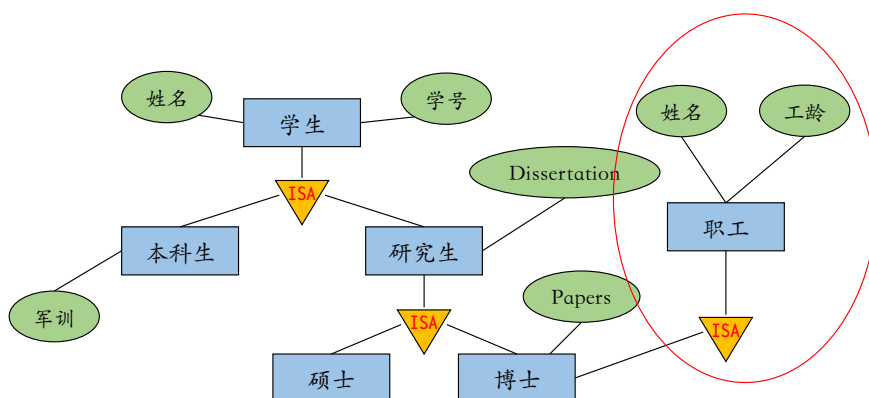 姓名
学号
学生
姓名
工龄
ISA
Dissertation
本科生
研究生
职工
军训
Papers
ISA
ISA
硕士
博士